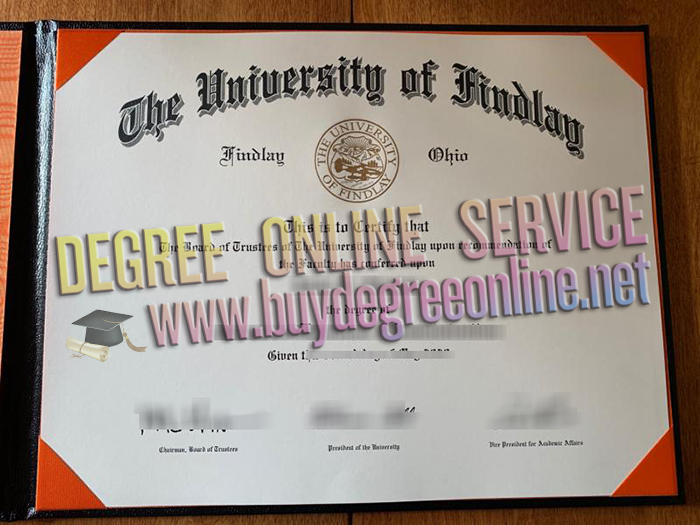 The University of Findlay
Findlay Ohio
THE UNIVERSITY OF FINDLAY
This is to Certify that
The Board of Trustees of The University of Findlay upon recommendation of
the Faculty has conferred upon
DEGREE ONLINE SERVICE
www.buydegreeonline.net
the degree of
Given
Chairman, Board of Trustees
President of the University
Vice President for Academic Affairs